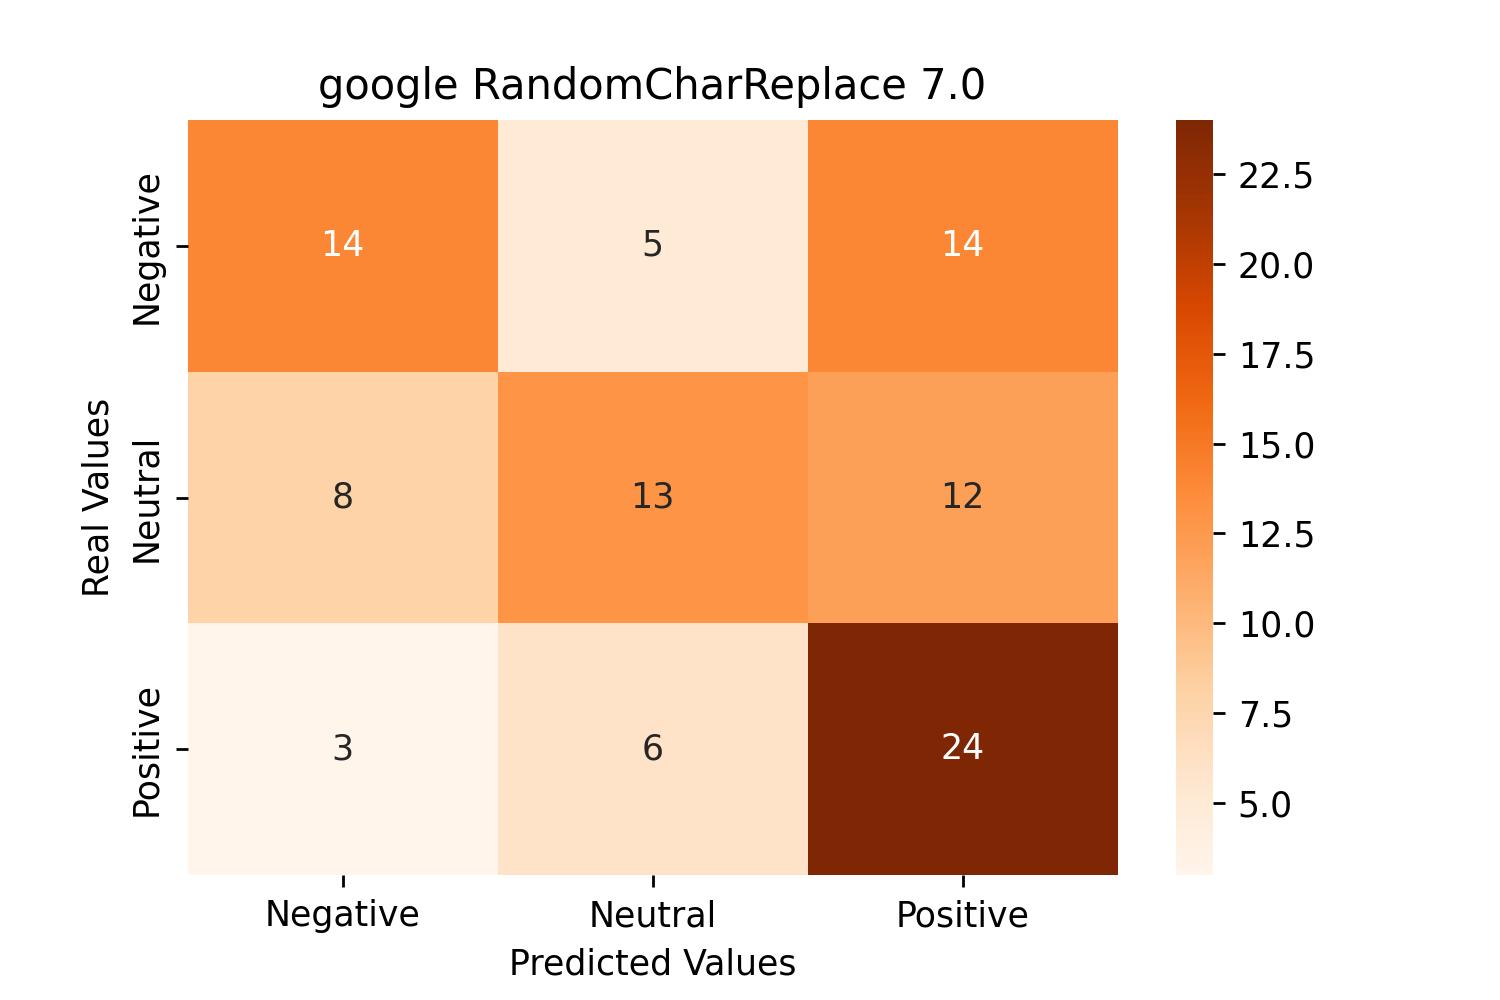 google RandomCharReplace 7.0
Real Values
Negative
14 5 14
Neutral
8 13 12
Positive
3 6 24
Negative Neutral Positive
Predicted Values
22.5
20.0
17.5
15.0
12.5
10.0
7.5
5.0